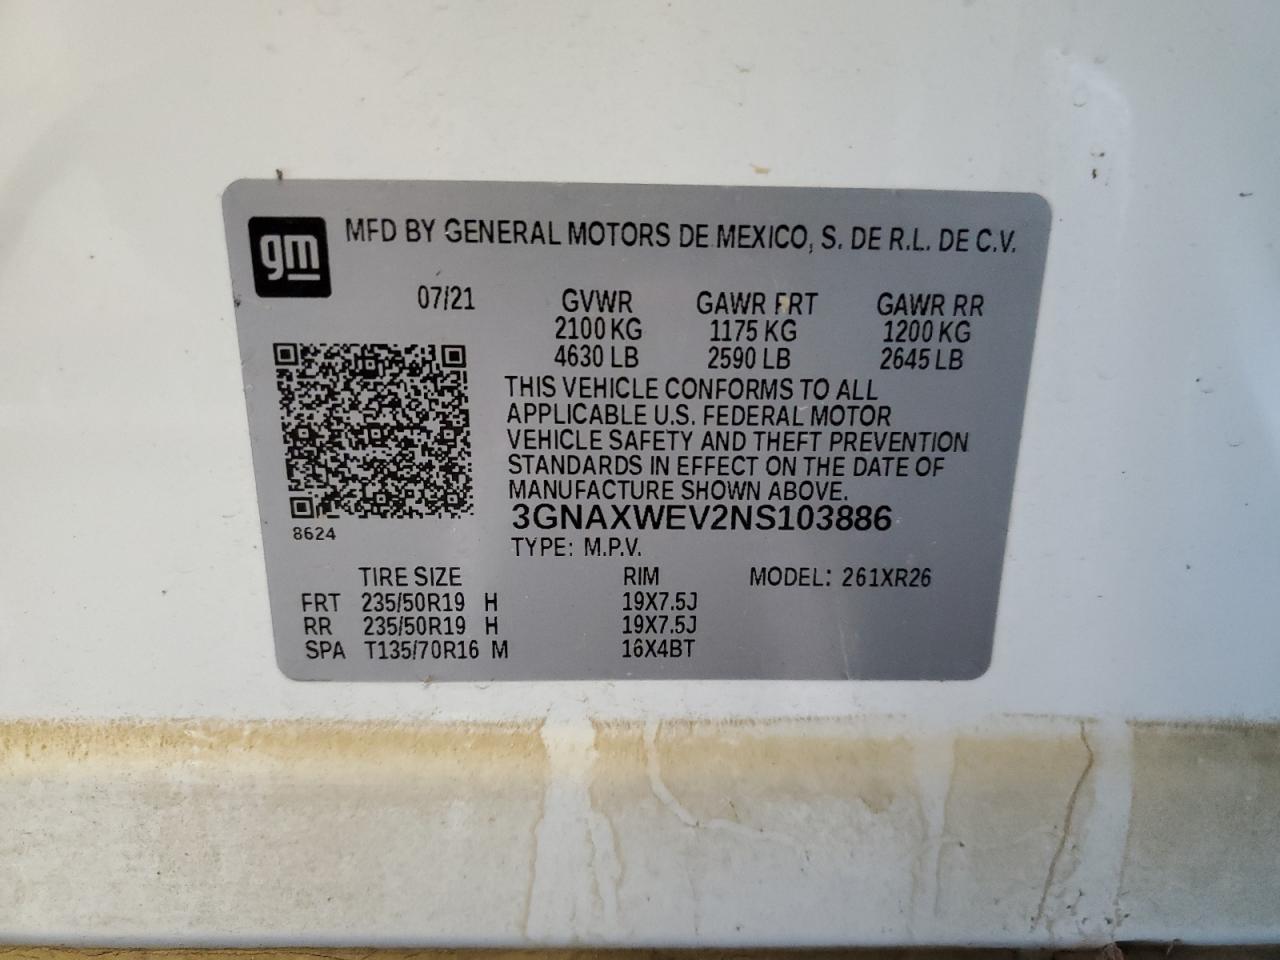 gm MFD BY GENERAL MOTORS DE MEXICO, S. DE R.L. DE C.V.
07/21 GVWR GAWR FRT GAWR RR
2100 KG 1175 KG 1200 KG
4630 LB 2590 LB 2645 LB
THIS VEHICLE CONFORMS TO ALL
APPLICABLE U.S. FEDERAL MOTOR
VEHICLE SAFETY AND THEFT PREVENTION
STANDARDS IN EFFECT ON THE DATE OF
MANUFACTURE SHOWN ABOVE.
3GNAXWEV2NS103886
8624
TYPE: M.P.V.
TIRE SIZE RIM MODEL: 261XR26
FRT 235/50R19 H 19X7.5J
RR 235/50R19 H 19X7.5J
SPA T135/70R16 M 16X4BT